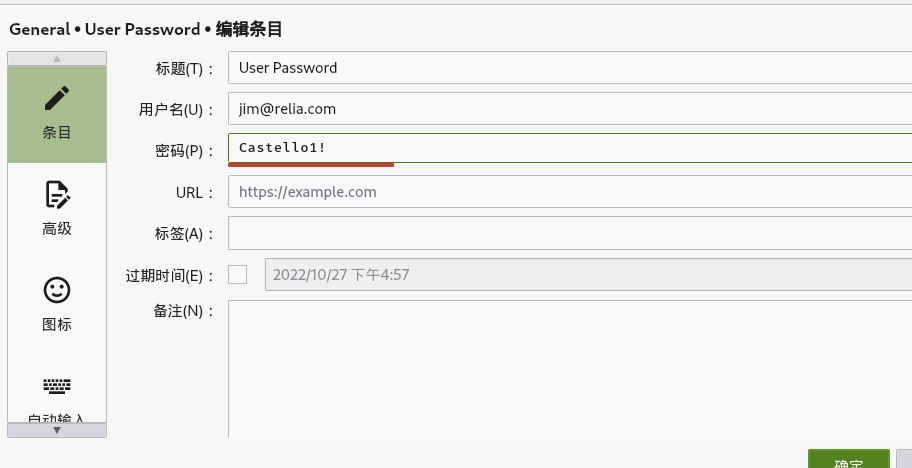 General • User Password • 编辑条目
条目
高级
图标
自动输入
标题(T)： User Password
用户名(U)： jim@relia.com
密码(P)： Castello1!
URL： https://example.com
标签(A)：
过期时间(E)： 2022/10/27 下午4:57
备注(N)：
确定